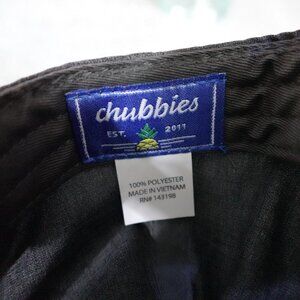 chubbies
EST. 2011
100% POLYESTER
MADE IN VIETNAM
RN# 143198